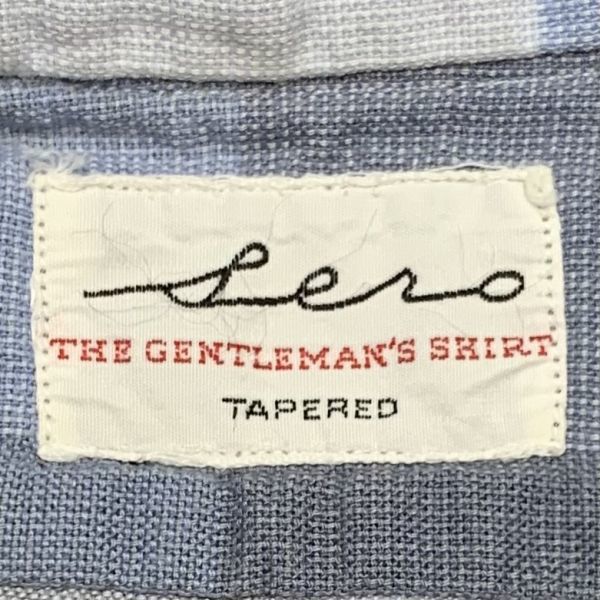 Sero
THE GENTLEMAN'S SHIRT
TAPERED